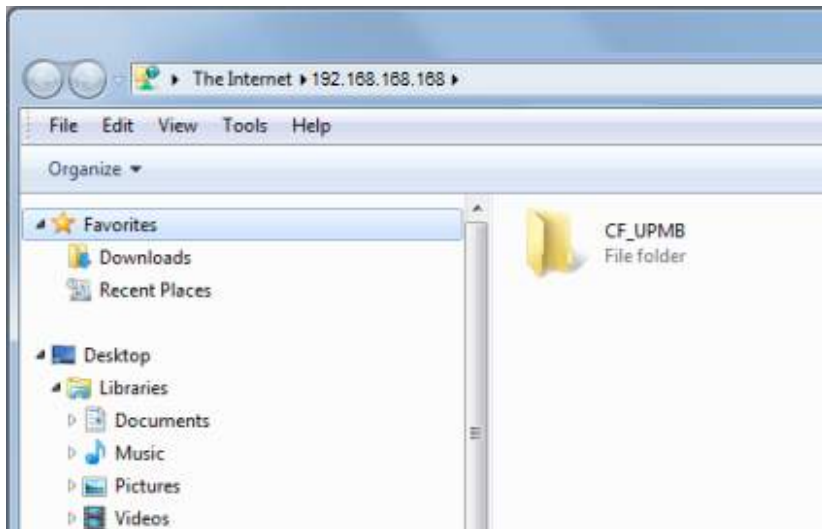 The Internet 192.168.168.168
File Edit View Tools Help
Organize
Favorites
Downloads
Recent Places
Desktop
Libraries
Documents
Music
Pictures
Videos
CF_UPMB
File folder